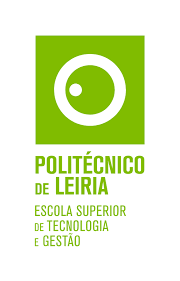 POLITÉCNICO
DE LEIRIA
ESCOLA SUPERIOR
DE TECNOLOGIA
E GESTÃO